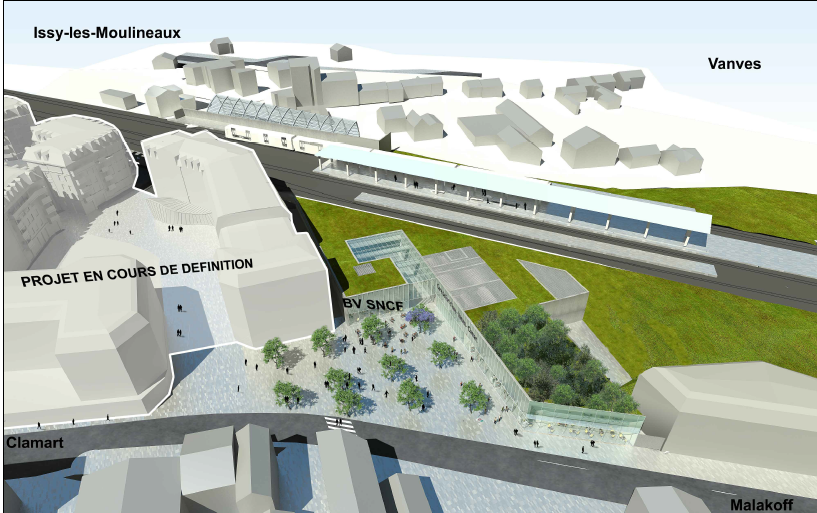 Issy-les-Moulineaux
Vanves
PROJET EN COURS DE DEFINITION
BV SNCF
Clamart
Malakoff